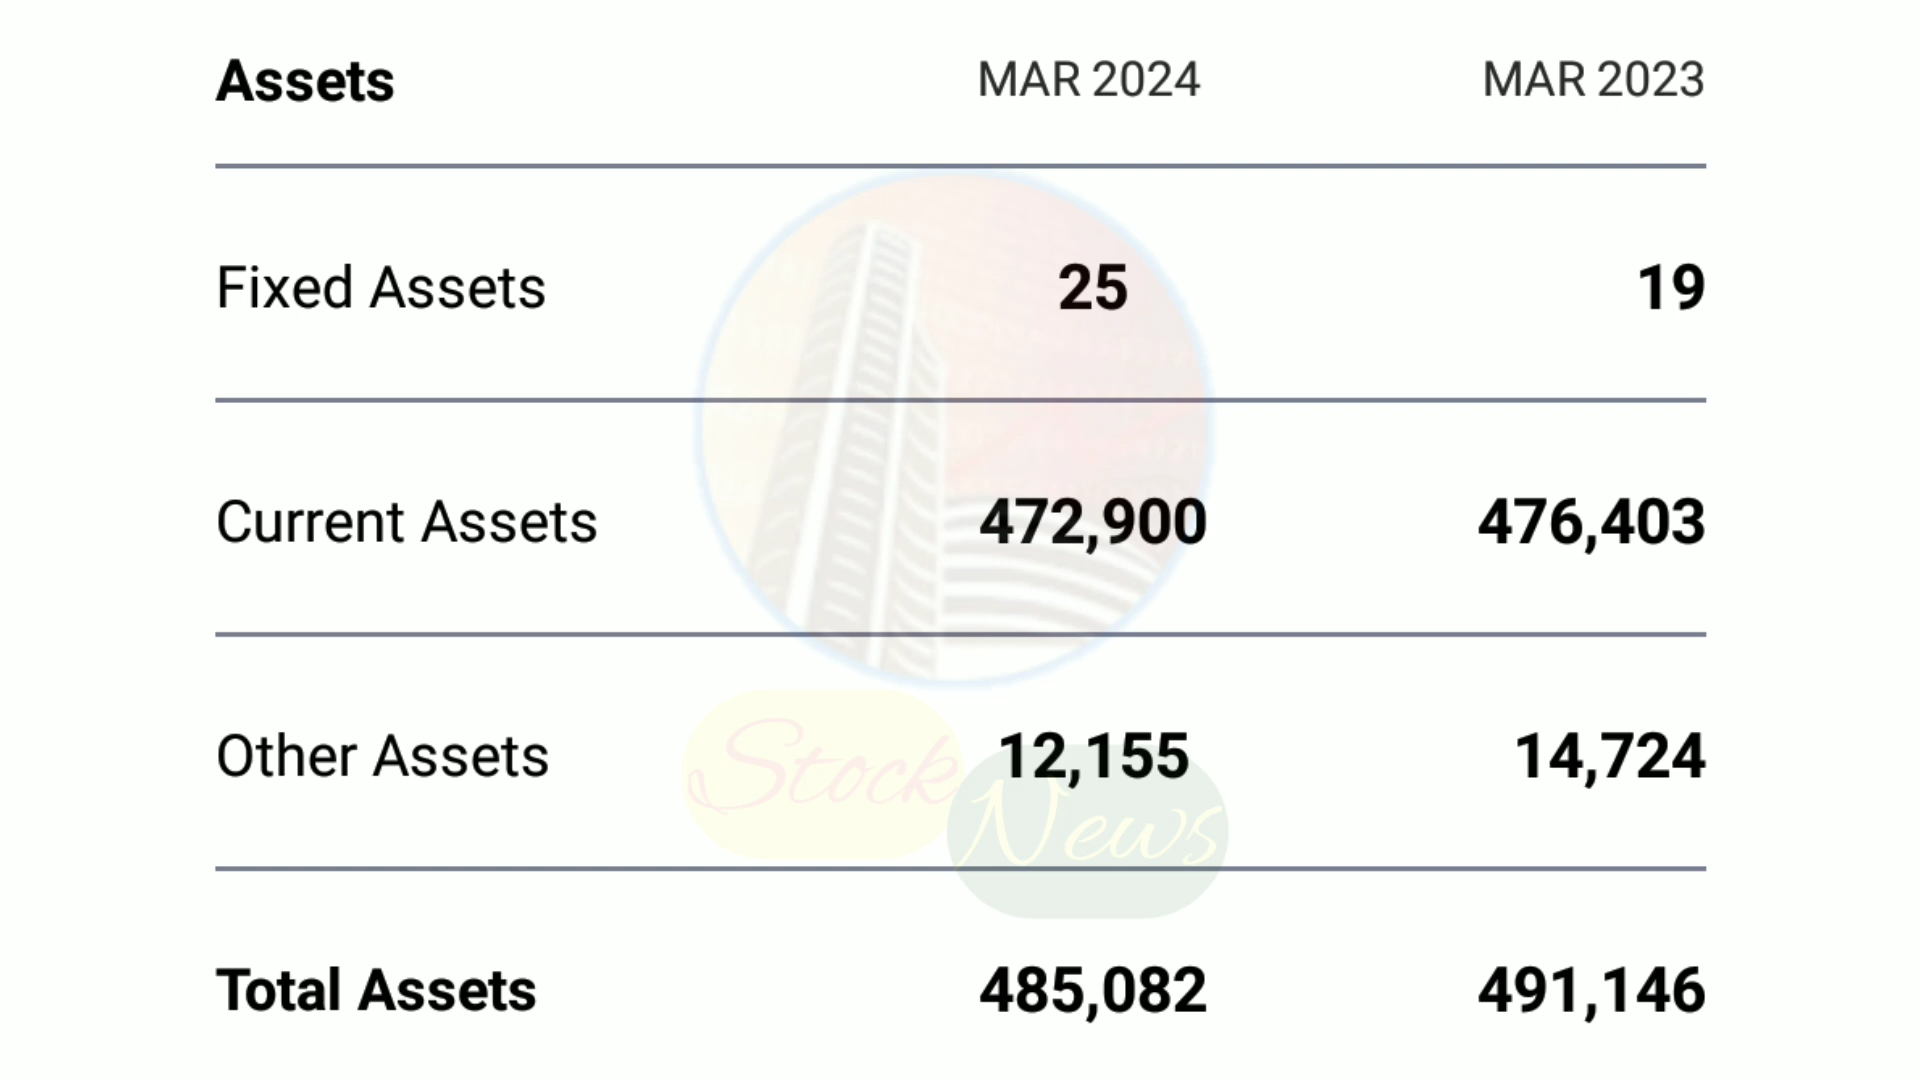 Assets MAR 2024 MAR 2023
Fixed Assets 25 19
Current Assets 472,900 476,403
Other Assets 12,155 14,724
Stock
News
Total Assets 485,082 491,146